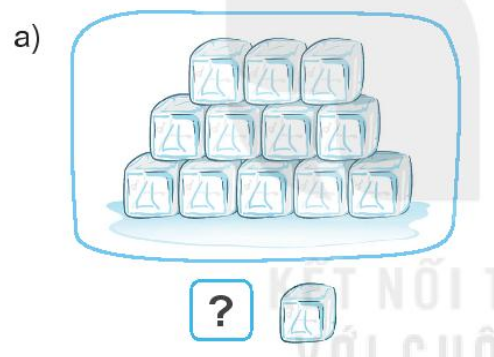 a)
?
KẾT NỐI T
VỚI CUỘ